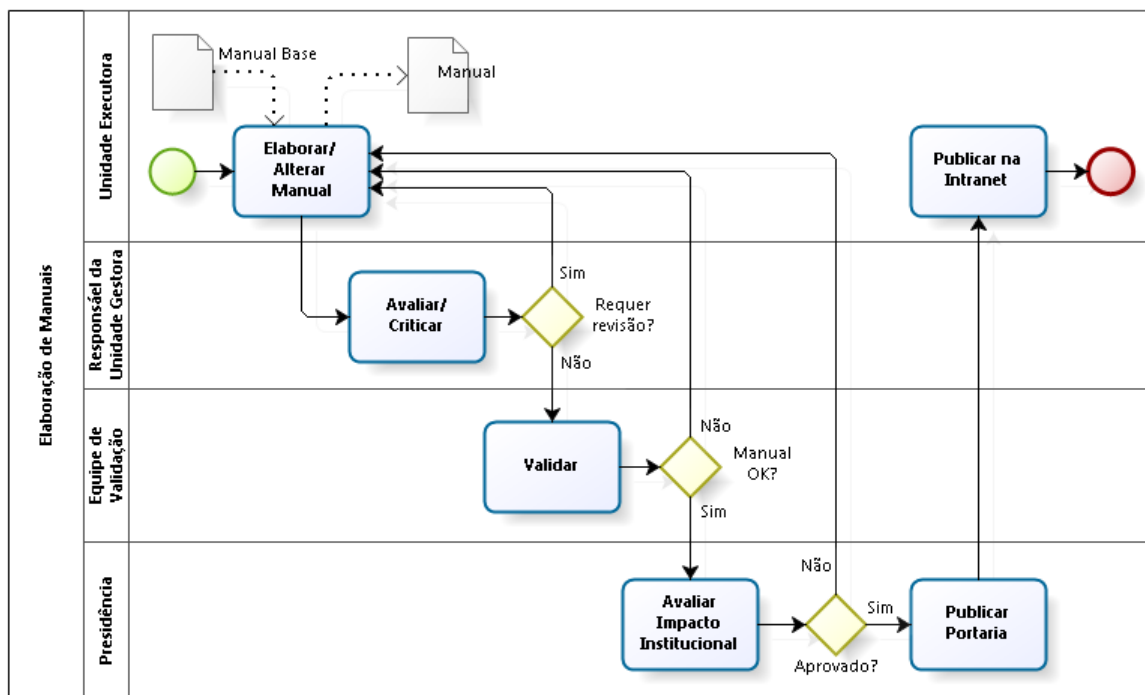 Elaboração de Manuais
Unidade Executora
Manual Base
Manual
Elaborar/
Alterar
Manual
Publicar na
Intranet
Responsáel da
Unidade Gestora
Avaliar/
Criticar
Sim
Requer
revisão?
Não
Equipe de
Validação
Validar
Não
Manual
OK?
Sim
Presidência
Avaliar
Impacto
Institucional
Não
Aprovado?
Sim
Publicar
Portaria